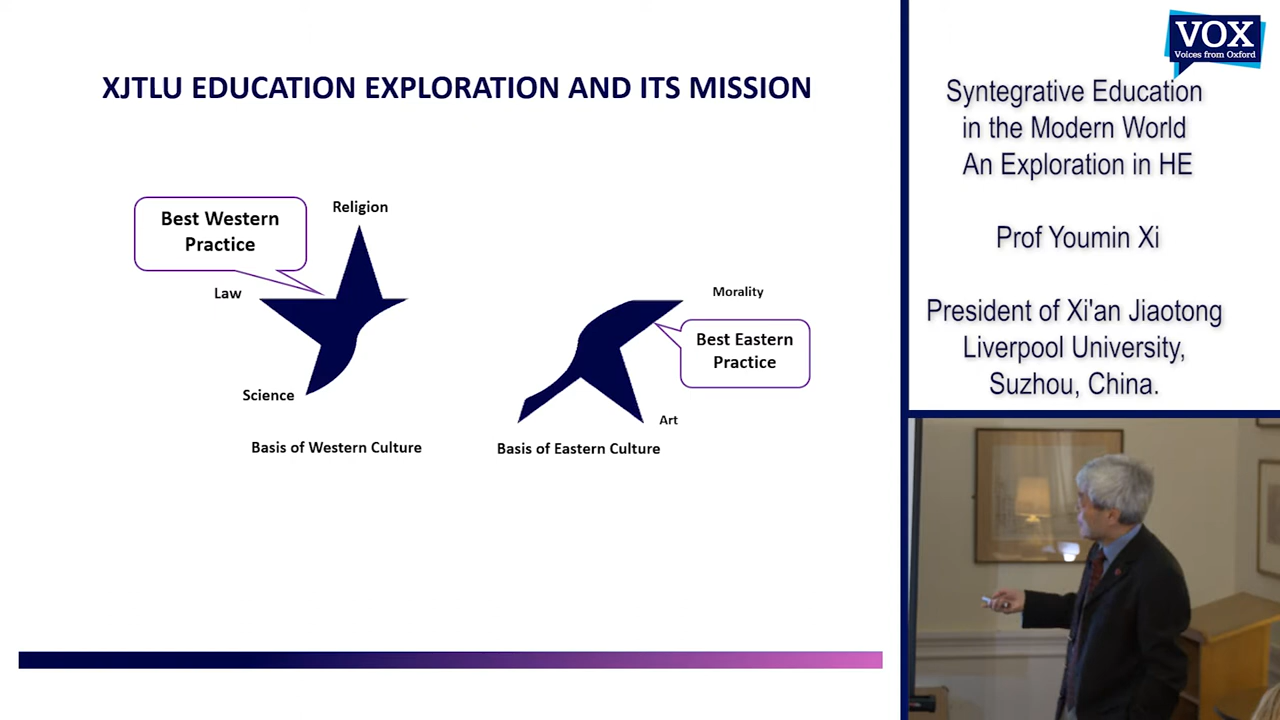 XJTLU EDUCATION EXPLORATION AND ITS MISSION
Best Western
Practice
Religion
Law
Science
Basis of Western Culture
Morality
Best Eastern
Practice
Art
Basis of Eastern Culture
VOX
Voices from Oxford
Syntegrative Education
in the Modern World
An Exploration in HE
Prof Youmin Xi
President of Xi'an Jiaotong
Liverpool University,
Suzhou, China.